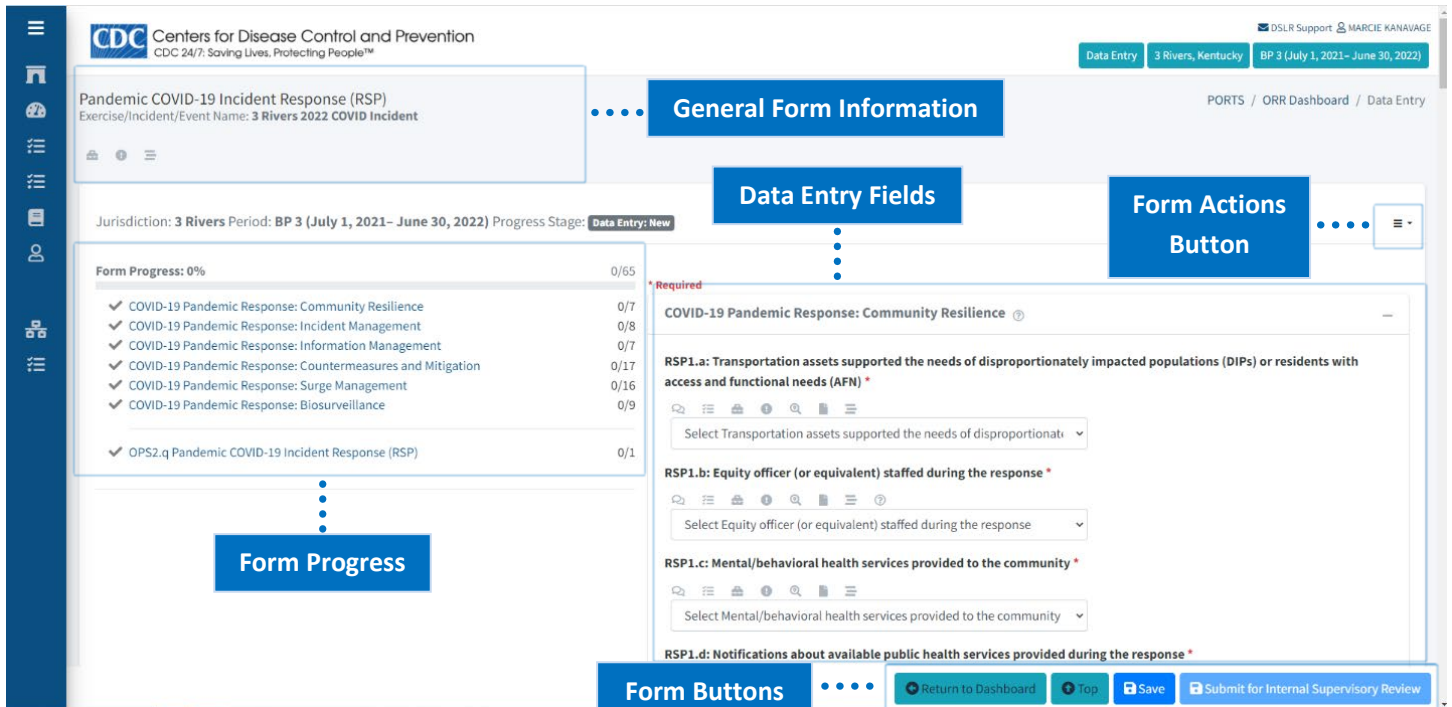 CDC Centers for Disease Control and Prevention
CDC 24/7: Saving Lives. Protecting People™
DSLR Support MARCIE KANAVAGE
Data Entry 3 Rivers, Kentucky BP 3 (July 1, 2021– June 30, 2022)
Pandemic COVID-19 Incident Response (RSP)
Exercise/Incident/Event Name: 3 Rivers 2022 COVID Incident
General Form Information
PORTS / ORR Dashboard / Data Entry
Data Entry Fields
Form Actions
Button
Jurisdiction: 3 Rivers Period: BP 3 (July 1, 2021– June 30, 2022) Progress Stage: Data Entry: New
Form Progress: 0% 0/65
COVID-19 Pandemic Response: Community Resilience 0/7
COVID-19 Pandemic Response: Incident Management 0/8
COVID-19 Pandemic Response: Information Management 0/7
COVID-19 Pandemic Response: Countermeasures and Mitigation 0/17
COVID-19 Pandemic Response: Surge Management 0/16
COVID-19 Pandemic Response: Biosurveillance 0/9
OPS2.q Pandemic COVID-19 Incident Response (RSP) 0/1
Form Progress
* Required
COVID-19 Pandemic Response: Community Resilience
RSP1.a: Transportation assets supported the needs of disproportionately impacted populations (DIPs) or residents with
access and functional needs (AFN) *
Select Transportation assets supported the needs of disproportionate
RSP1.b: Equity officer (or equivalent) staffed during the response *
Select Equity officer (or equivalent) staffed during the response
RSP1.c: Mental/behavioral health services provided to the community *
Select Mental/behavioral health services provided to the community
RSP1.d: Notifications about available public health services provided during the response *
Form Buttons
Return to Dashboard Top Save Submit for Internal Supervisory Review